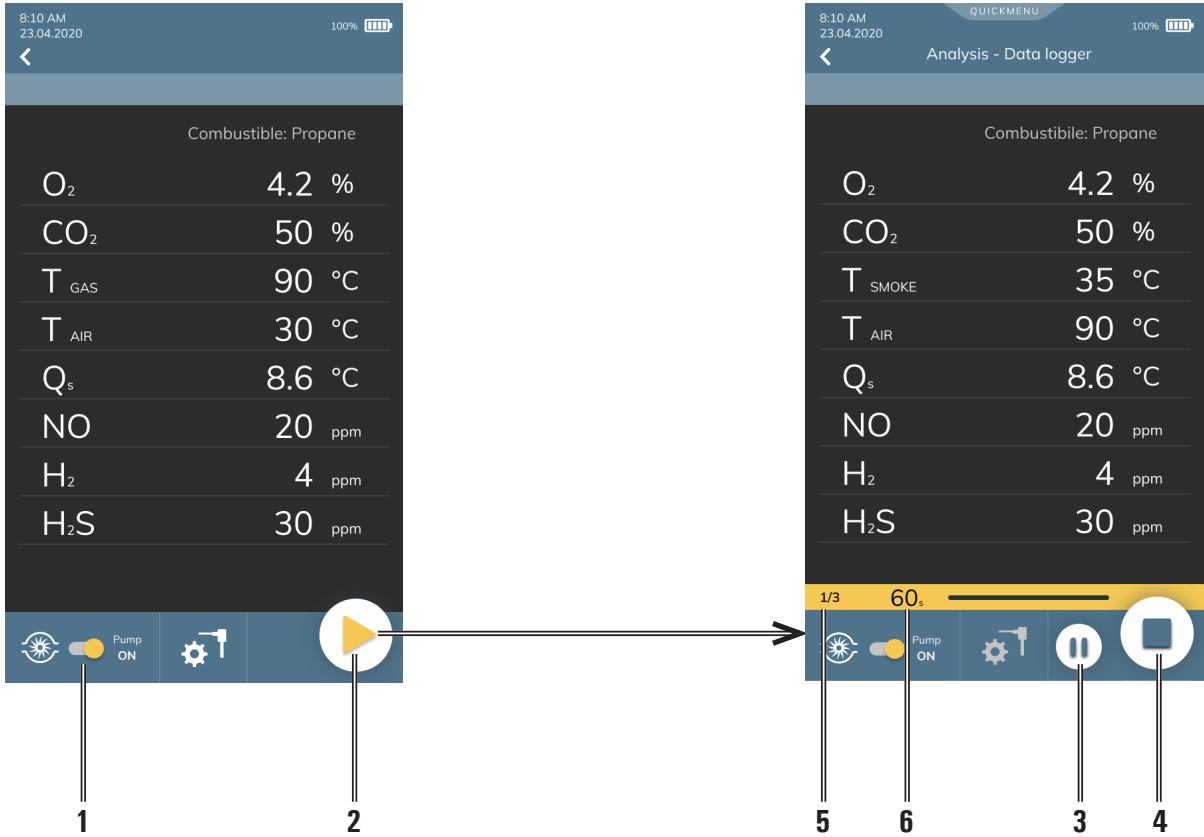 8:10 AM
23.04.2020
100%
Combustible: Propane
O₂ 4.2 %
CO₂ 50 %
T GAS 90 °C
T AIR 30 °C
Qs 8.6 °C
NO 20 ppm
H₂ 4 ppm
H₂S 30 ppm
Pump
ON
1
2
8:10 AM
23.04.2020
QUICKMENU
100%
Analysis - Data logger
Combustibile: Propane
O₂ 4.2 %
CO₂ 50 %
T SMOKE 35 °C
T AIR 90 °C
Qs 8.6 °C
NO 20 ppm
H₂ 4 ppm
H₂S 30 ppm
1/3 60s
Pump
ON
5
6
3
4